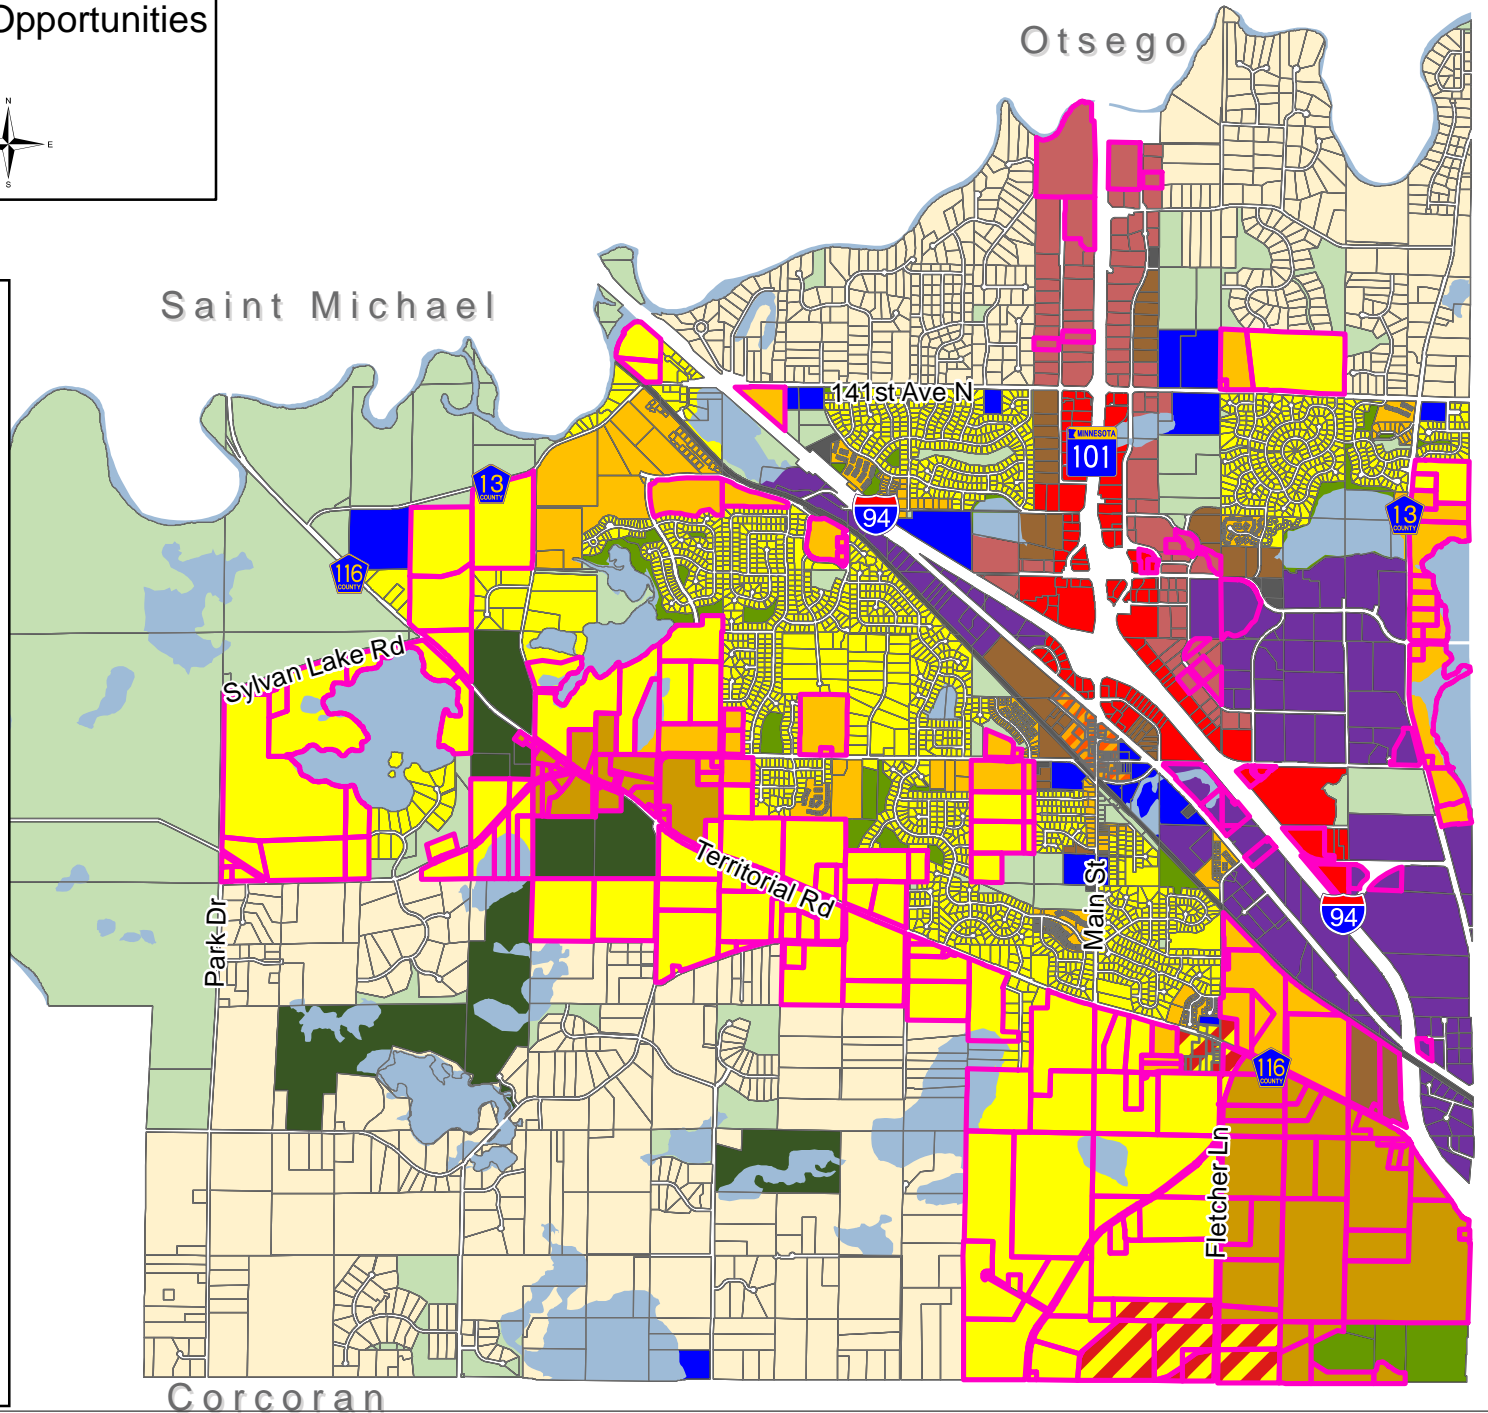 Opportunities
N
E
S
Otsego
Saint Michael
141st Ave N
MINNESOTA
101
13
COUNTY
94
13
COUNTY
116
COUNTY
Sylvan Lake Rd
Territorial Rd
Main St
94
Park Dr
116
COUNTY
Fletcher Ln
Corcoran